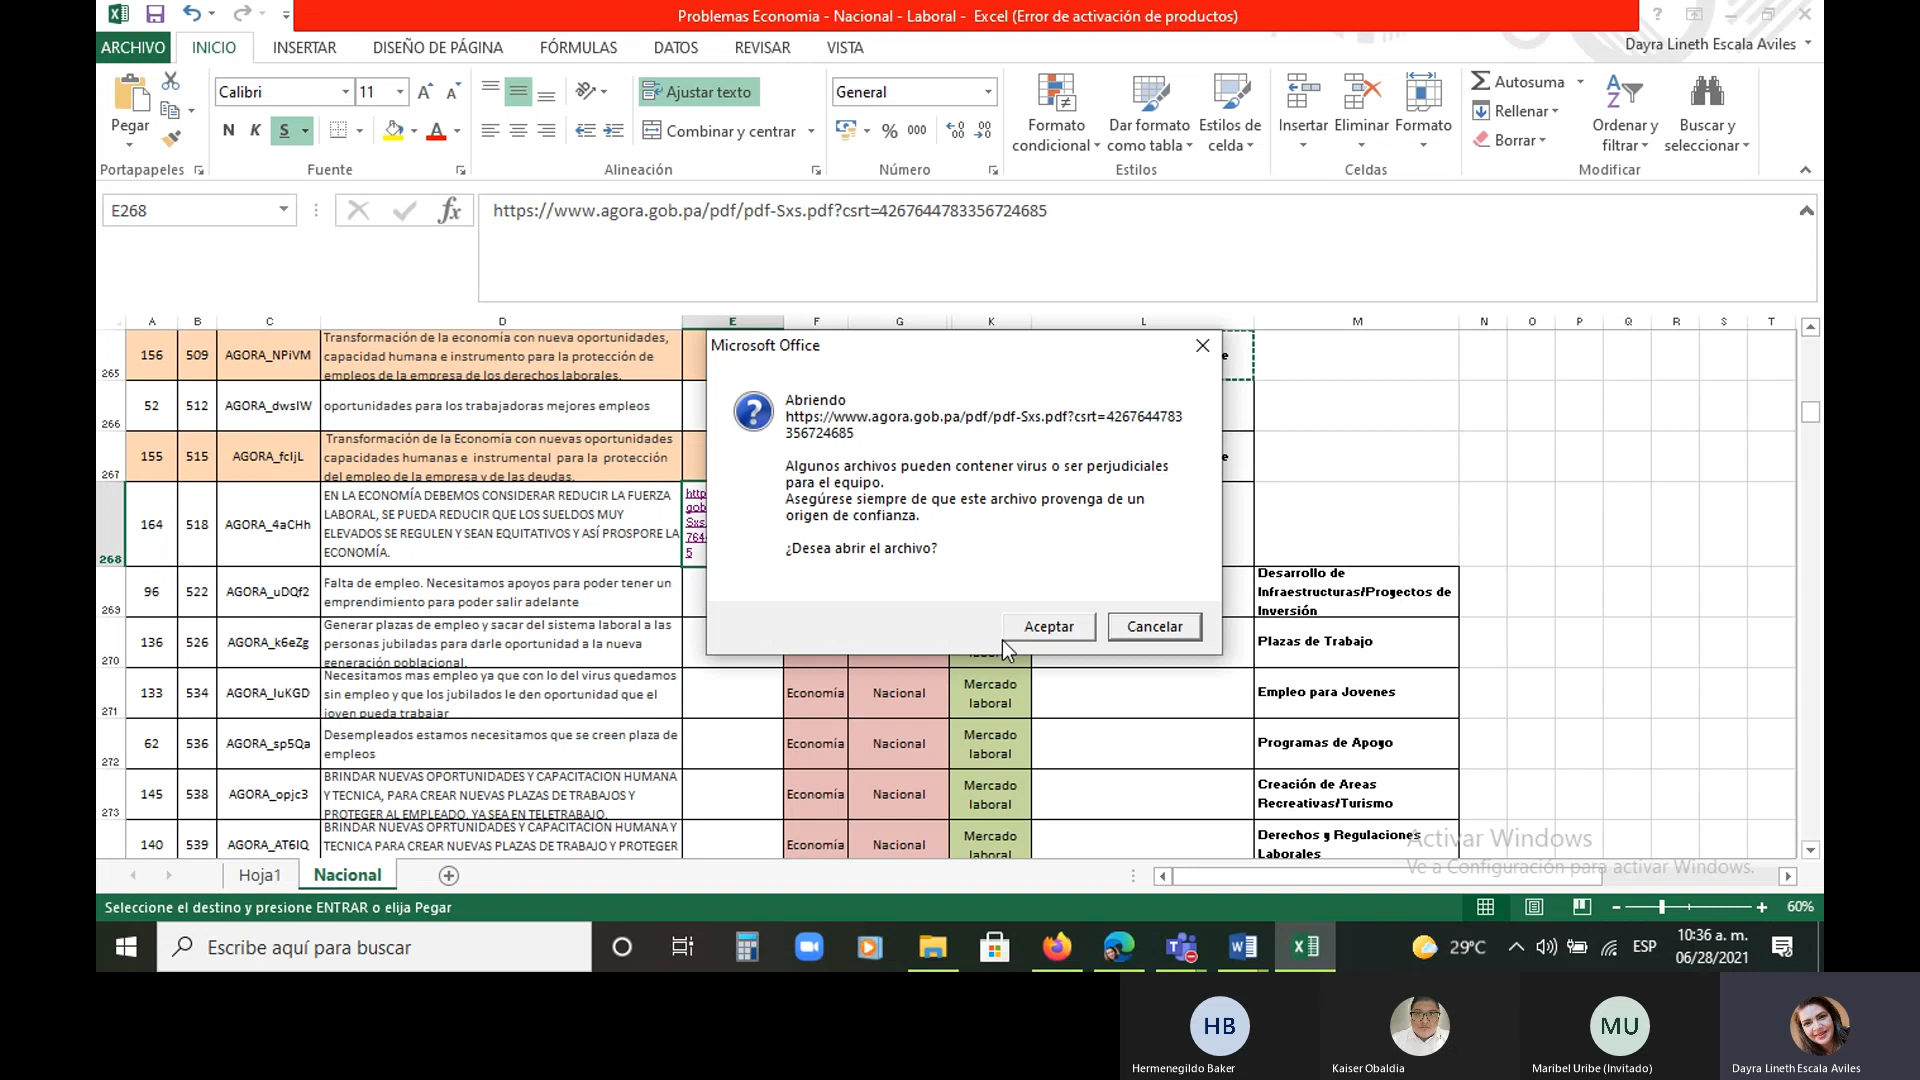 Problemas Economia - Nacional - Laboral - Excel (Error de activación de productos)
ARCHIVO INICIO INSERTAR DISEÑO DE PÁGINA FÓRMULAS DATOS REVISAR VISTA
Dayra Lineth Escala Aviles
Pegar
Calibri 11
N K S
Ajustar texto
Combinar y centrar
General
% 000
Formato condicional
Dar formato como tabla
Estilos de celda
Insertar
Eliminar
Formato
Autosuma
Rellenar
Borrar
Ordenar y filtrar
Buscar y seleccionar
Portapapeles Fuente Alineación Número Estilos Celdas Modificar
E268
fx
https://www.agora.gob.pa/pdf/pdf-Sxs.pdf?csrt=4267644783356724685
A B C D E F G K L M N O P Q R S T
265 156 509 AGORA_NPiVM
Transformación de la economía con nueva oportunidades,
capacidad humana e instrumento para la protección de
empleos de la empresa de los derechos laborales.
e
266 52 512 AGORA_dwsIW oportunidades para los trabajadoras mejores empleos
267 155 515 AGORA_fcIjL
Transformación de la Economía con nuevas oportunidades
capacidades humanas e instrumental para la protección
del empleo de la empresa y de las deudas.
e
268 164 518 AGORA_4aCHh
EN LA ECONOMÍA DEBEMOS CONSIDERAR REDUCIR LA FUERZA
LABORAL, SE PUEDA REDUCIR QUE LOS SUELDOS MUY
ELEVADOS SE REGULEN Y SEAN EQUITATIVOS Y ASÍ PROSPORE LA
ECONOMÍA.
http
gob
Sxs
764
5
Microsoft Office
Abriendo
https://www.agora.gob.pa/pdf/pdf-Sxs.pdf?csrt=4267644783
356724685
Algunos archivos pueden contener virus o ser perjudiciales
para el equipo.
Asegúrese siempre de que este archivo provenga de un
origen de confianza.
¿Desea abrir el archivo?
Aceptar Cancelar
269 96 522 AGORA_uDQf2
Falta de empleo. Necesitamos apoyos para poder tener un
emprendimiento para poder salir adelante
Desarrollo de
Infraestructuras/Proyectos de
Inversión
270 136 526 AGORA_k6eZg
Generar plazas de empleo y sacar del sistema laboral a las
personas jubiladas para darle oportunidad a la nueva
generación poblacional.
Plazas de Trabajo
271 133 534 AGORA_IuKGD
Necesitamos mas empleo ya que con lo del virus quedamos
sin empleo y que los jubilados le den oportunidad que el
joven pueda trabajar
Economía Nacional
Mercado
laboral
Empleo para Jovenes
272 62 536 AGORA_sp5Qa
Desempleados estamos necesitamos que se creen plaza de
empleos
Economía Nacional
Mercado
laboral
Programas de Apoyo
273 145 538 AGORA_opjc3
BRINDAR NUEVAS OPORTUNIDADES Y CAPACITACION HUMANA
Y TECNICA, PARA CREAR NUEVAS PLAZAS DE TRABAJOS Y
PROTEGER AL EMPLEADO, YA SEA EN TELETRABAJO,
Economía Nacional
Mercado
laboral
Creación de Areas
Recreativas/Turismo
140 539 AGORA_AT6IQ
BRINDAR NUEVAS OPRTUNIDADES Y CAPACITACION HUMANA Y
TECNICA PARA CREAR NUEVAS PLAZAS DE TRABAJO Y PROTEGER
Economía Nacional
Mercado
laboral
Derechos y Regulaciones
Laborales
Activar Windows
Ve a Configuración para activar Windows.
Hoja1 Nacional
Seleccione el destino y presione ENTRAR o elija Pegar
60%
Escribe aquí para buscar
29°C
ESP
10:36 a. m.
06/28/2021
HB
MU
Hermenegildo Baker
Kaiser Obaldia
Maribel Uribe (Invitado)
Dayra Lineth Escala Aviles